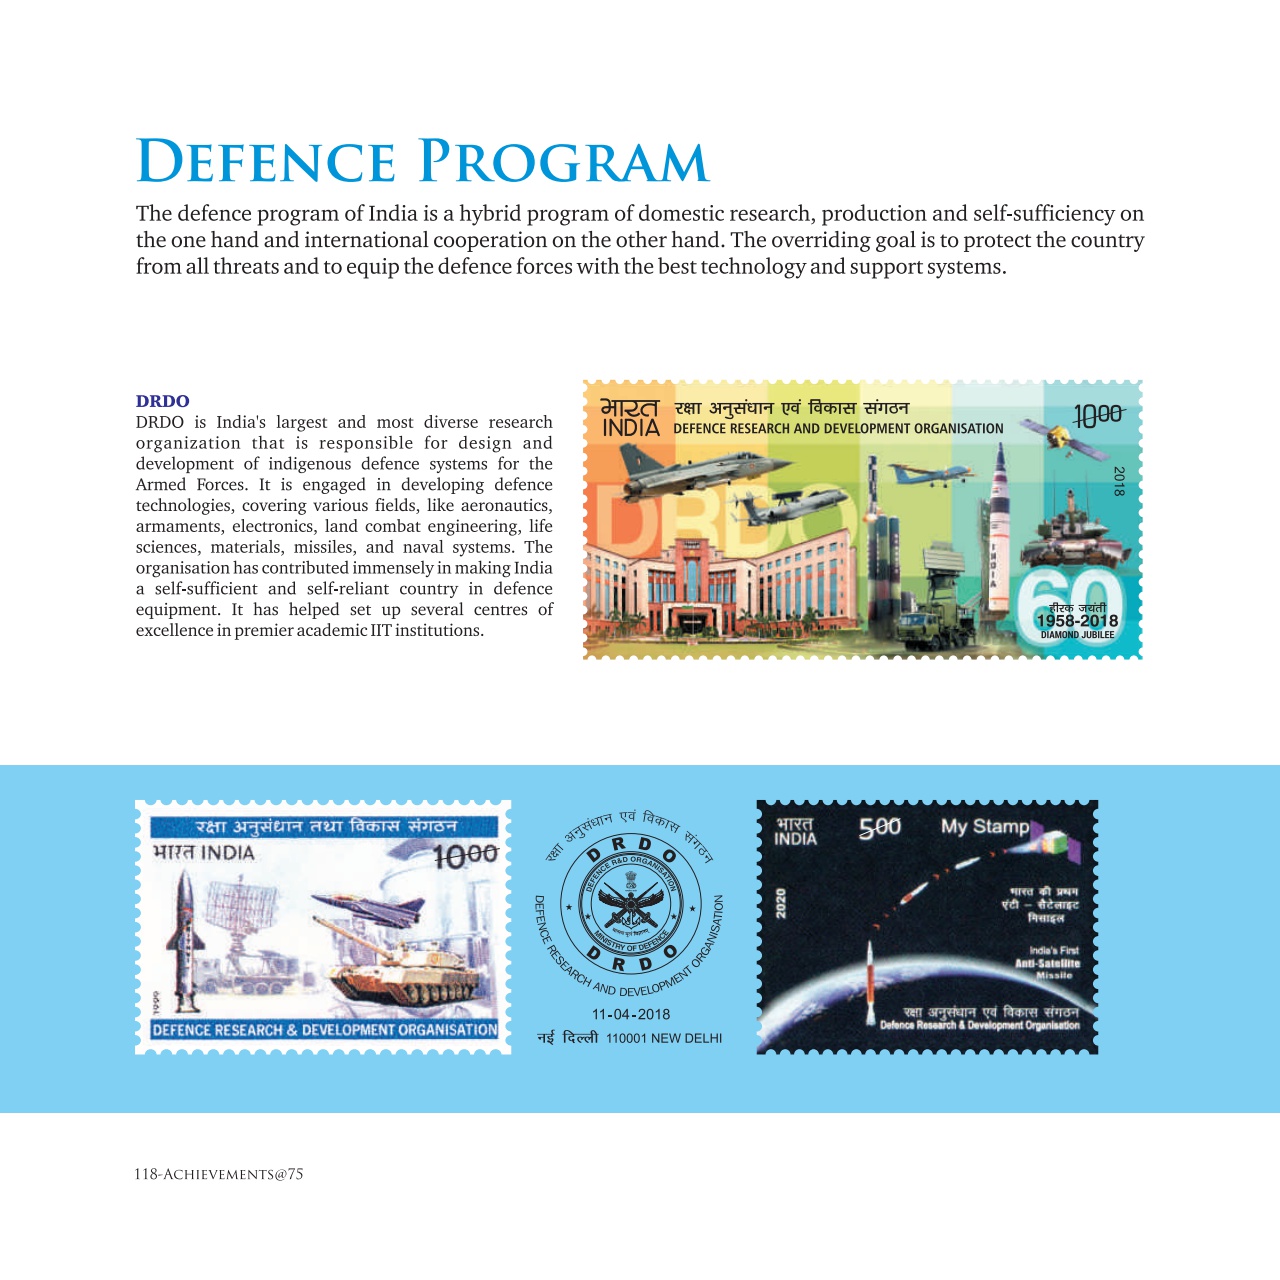 DEFENCE PROGRAM
The defence program of India is a hybrid program of domestic research, production and self-sufficiency on
the one hand and international cooperation on the other hand. The overriding goal is to protect the country
from all threats and to equip the defence forces with the best technology and support systems.
DRDO
DRDO is India's largest and most diverse research
organization that is responsible for design and
development of indigenous defence systems for the
Armed Forces. It is engaged in developing defence
technologies, covering various fields, like aeronautics,
armaments, electronics, land combat engineering, life
sciences, materials, missiles, and naval systems. The
organisation has contributed immensely in making India
a self-sufficient and self-reliant country in defence
equipment. It has helped set up several centres of
excellence in premier academic IIT institutions.
भारत
INDIA
रक्षा अनुसंधान एवं विकास संगठन
DEFENCE RESEARCH AND DEVELOPMENT ORGANISATION
1000
2018
DRDO
INDIA
60
हीरक जयंती
1958-2018
DIAMOND JUBILEE
रक्षा अनुसंधान तथा विकास संगठन
भारत INDIA
1000
1999
DEFENCE RESEARCH & DEVELOPMENT ORGANISATION
रक्षा अनुसंधान एवं विकास संगठन
DRDO
DEFENCE R&D ORGANISATION
MINISTRY OF DEFENCE
DRDO
DEFENCE RESEARCH AND DEVELOPMENT ORGANISATION
11-04-2018
नई दिल्ली 110001 NEW DELHI
भारत
INDIA
500
My Stamp
2020
भारत की प्रथम
एंटी – सैटेलाइट
मिसाइल
India's First
Anti-Satellite
Missile
रक्षा अनुसंधान एवं विकास संगठन
Defence Research & Development Organisation
118-ACHIEVEMENTS@75